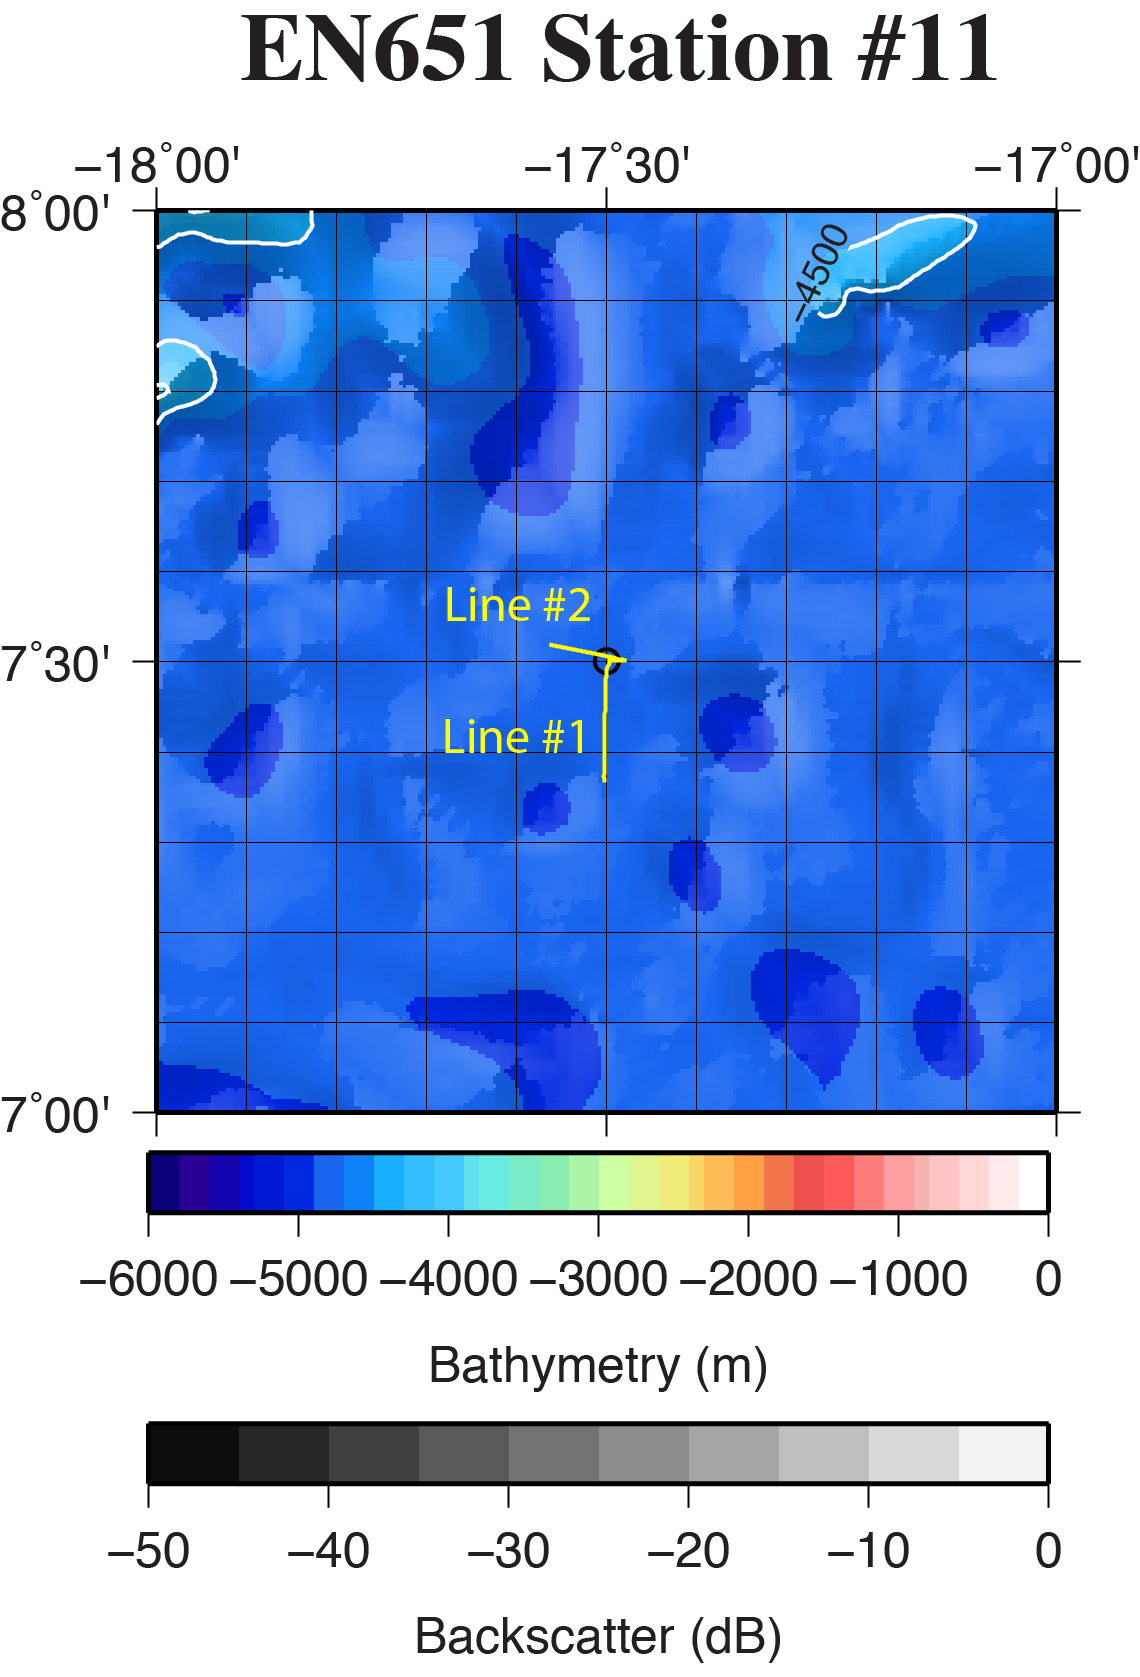 EN651 Station #11
−18˚00' −17˚30' −17˚00'
8˚00'
−4500
Line #2
7˚30'
Line #1
7˚00'
−6000 −5000 −4000 −3000 −2000 −1000 0
Bathymetry (m)
−50 −40 −30 −20 −10 0
Backscatter (dB)